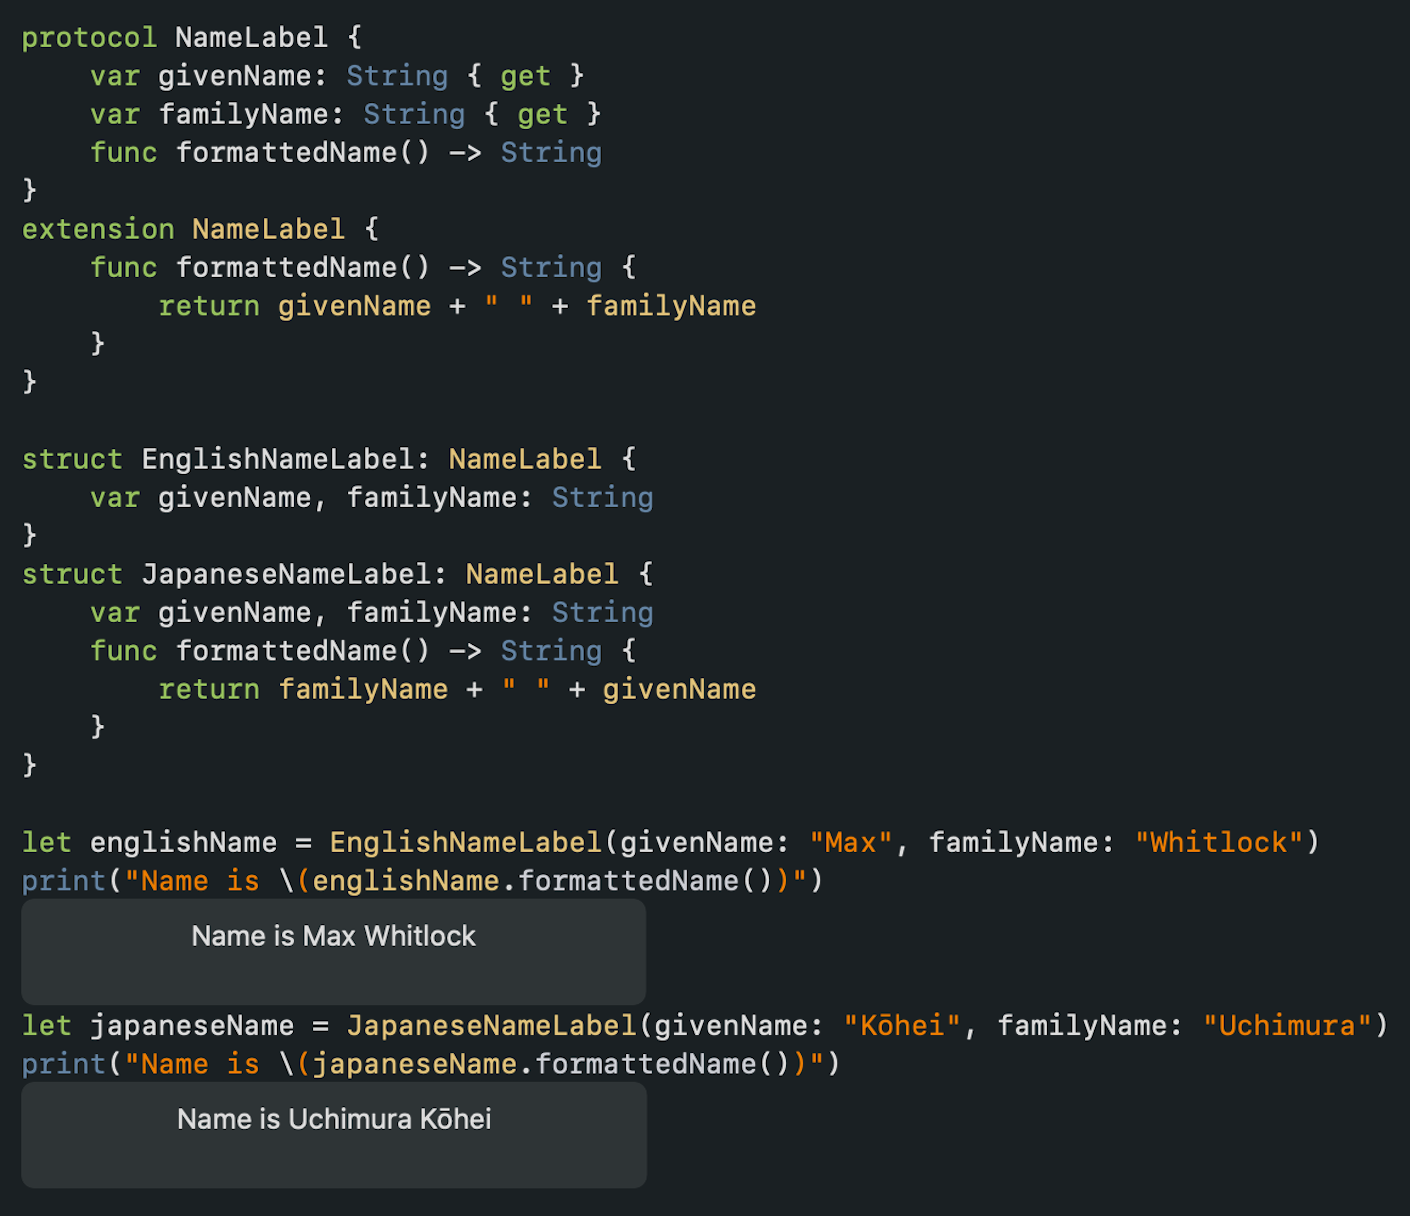 protocol NameLabel {
    var givenName: String { get }
    var familyName: String { get }
    func formattedName() -> String
}
extension NameLabel {
    func formattedName() -> String {
        return givenName + " " + familyName
    }
}

struct EnglishNameLabel: NameLabel {
    var givenName, familyName: String
}
struct JapaneseNameLabel: NameLabel {
    var givenName, familyName: String
    func formattedName() -> String {
        return familyName + " " + givenName
    }
}

let englishName = EnglishNameLabel(givenName: "Max", familyName: "Whitlock")
print("Name is \(englishName.formattedName())")
Name is Max Whitlock
let japaneseName = JapaneseNameLabel(givenName: "Kōhei", familyName: "Uchimura")
print("Name is \(japaneseName.formattedName())")
Name is Uchimura Kōhei